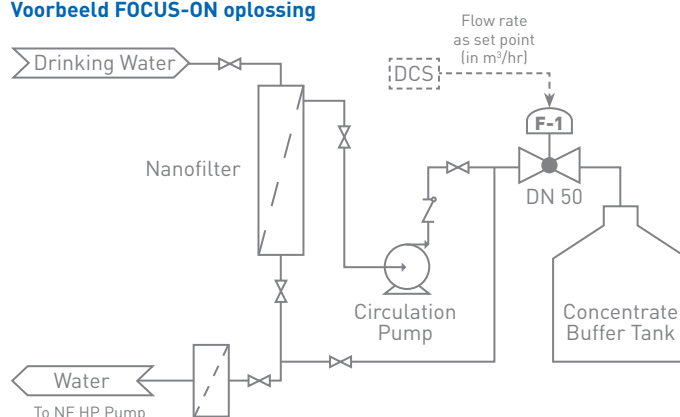 Voorbeeld FOCUS-ON oplossing
Flow rate
as set point
(in m³/hr)
Drinking Water
DCS
F-1
Nanofilter
DN 50
Circulation
Pump
Concentrate
Buffer Tank
Water
To NF HP Pump